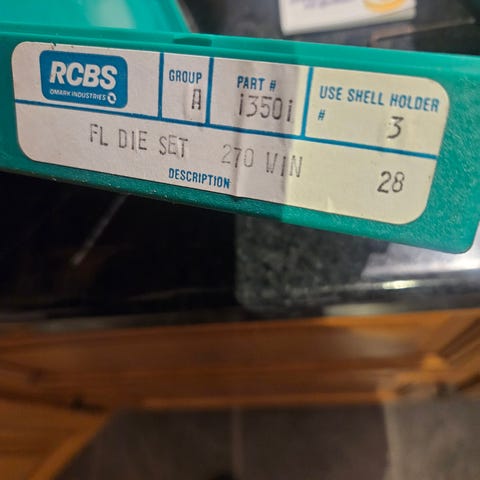 RCBS
OMARK INDUSTRIES
GROUP
A
PART #
13501
USE SHELL HOLDER
# 3
FL DIE SET 270 WIN
28
DESCRIPTION